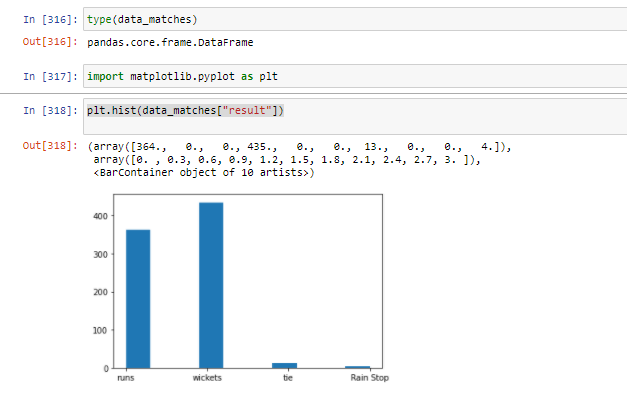 In [316]: type(data_matches)
Out[316]: pandas.core.frame.DataFrame
In [317]: import matplotlib.pyplot as plt
In [318]: plt.hist(data_matches["result"])
Out[318]: (array([364., 0., 0., 435., 0., 0., 13., 0., 0., 4.]),
array([0. , 0.3, 0.6, 0.9, 1.2, 1.5, 1.8, 2.1, 2.4, 2.7, 3. ]),
<BarContainer object of 10 artists>)
400
300
200
100
0
runs wickets tie Rain Stop